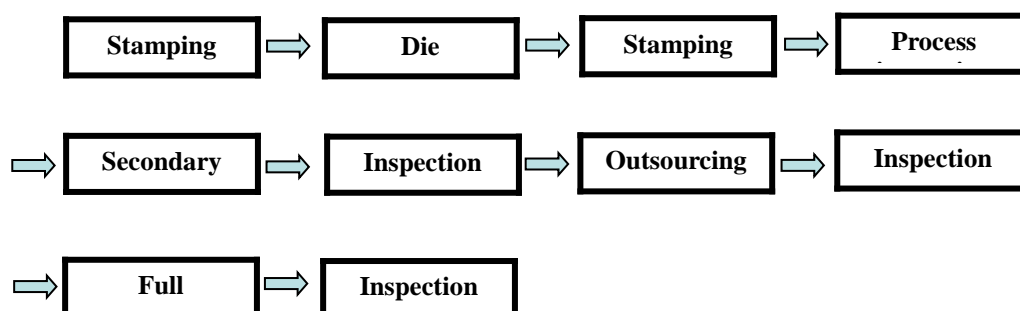 Stamping
Die
Stamping
Process
Secondary
Inspection
Outsourcing
Inspection
Full
Inspection